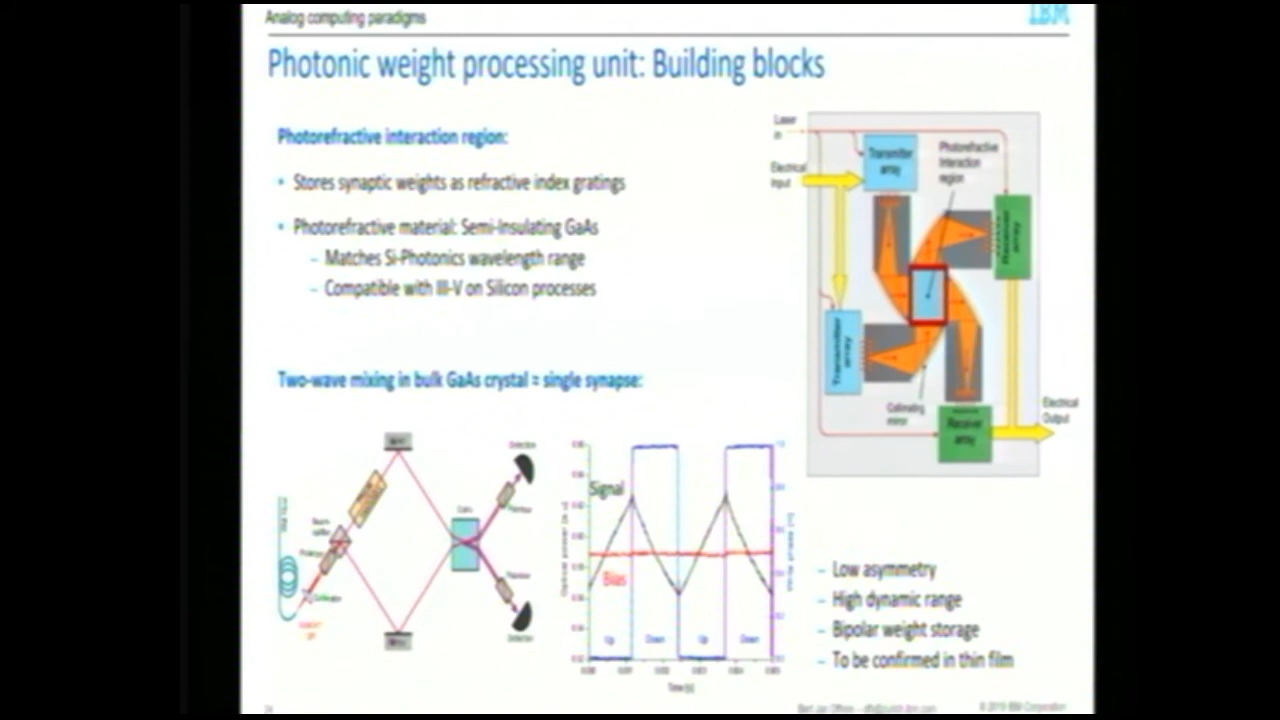 Analog computing paradigms
IBM
Photonic weight processing unit: Building blocks
Photorefractive interaction region:
• Stores synaptic weights as refractive index gratings
• Photorefractive material: Semi-Insulating GaAs
– Matches Si-Photonics wavelength range
– Compatible with III-V on Silicon processes
Two-wave mixing in bulk GaAs crystal = single synapse:
Laser
in
Electrical
Input
Transmitter
array
Photorefractive
Interaction
region
Receiver
array
Transmitter
array
Collimating
mirror
Receiver
array
Electrical
Output
Signal
Bias
Up
Down
Up
Down
Time (s)
– Low asymmetry
– High dynamic range
– Bipolar weight storage
– To be confirmed in thin film
© 2019 IBM Corporation